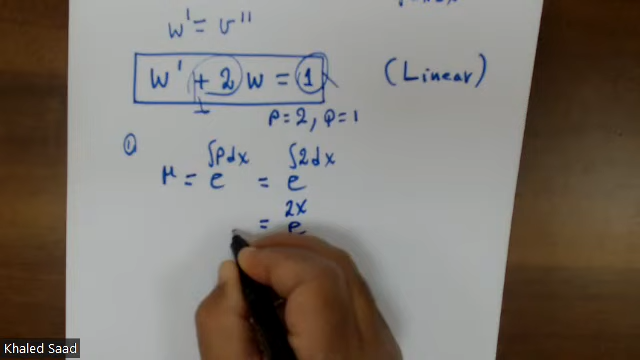 w' = v''
w' + 2 w = 1 (Linear)
P = 2, Q = 1
①
μ = e^∫Pdx = e^∫2dx
= e^2x
Khaled Saad